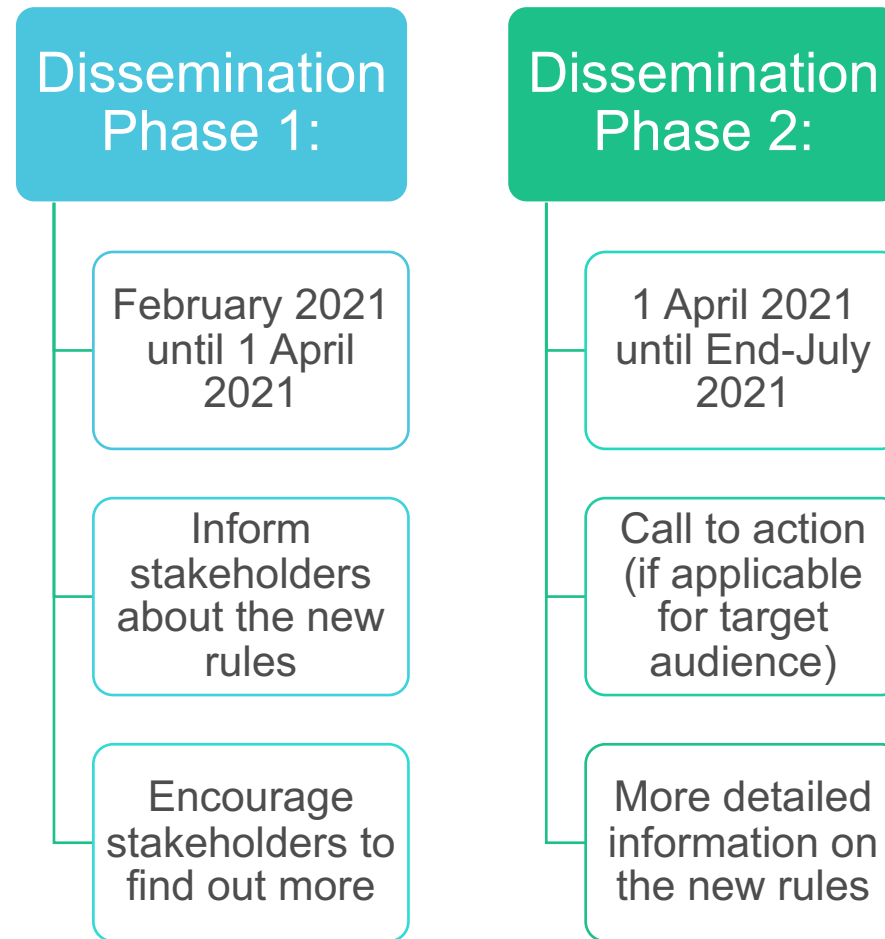 Dissemination
Phase 1:
February 2021
until 1 April
2021
Inform
stakeholders
about the new
rules
Encourage
stakeholders to
find out more
Dissemination
Phase 2:
1 April 2021
until End-July
2021
Call to action
(if applicable
for target
audience)
More detailed
information on
the new rules